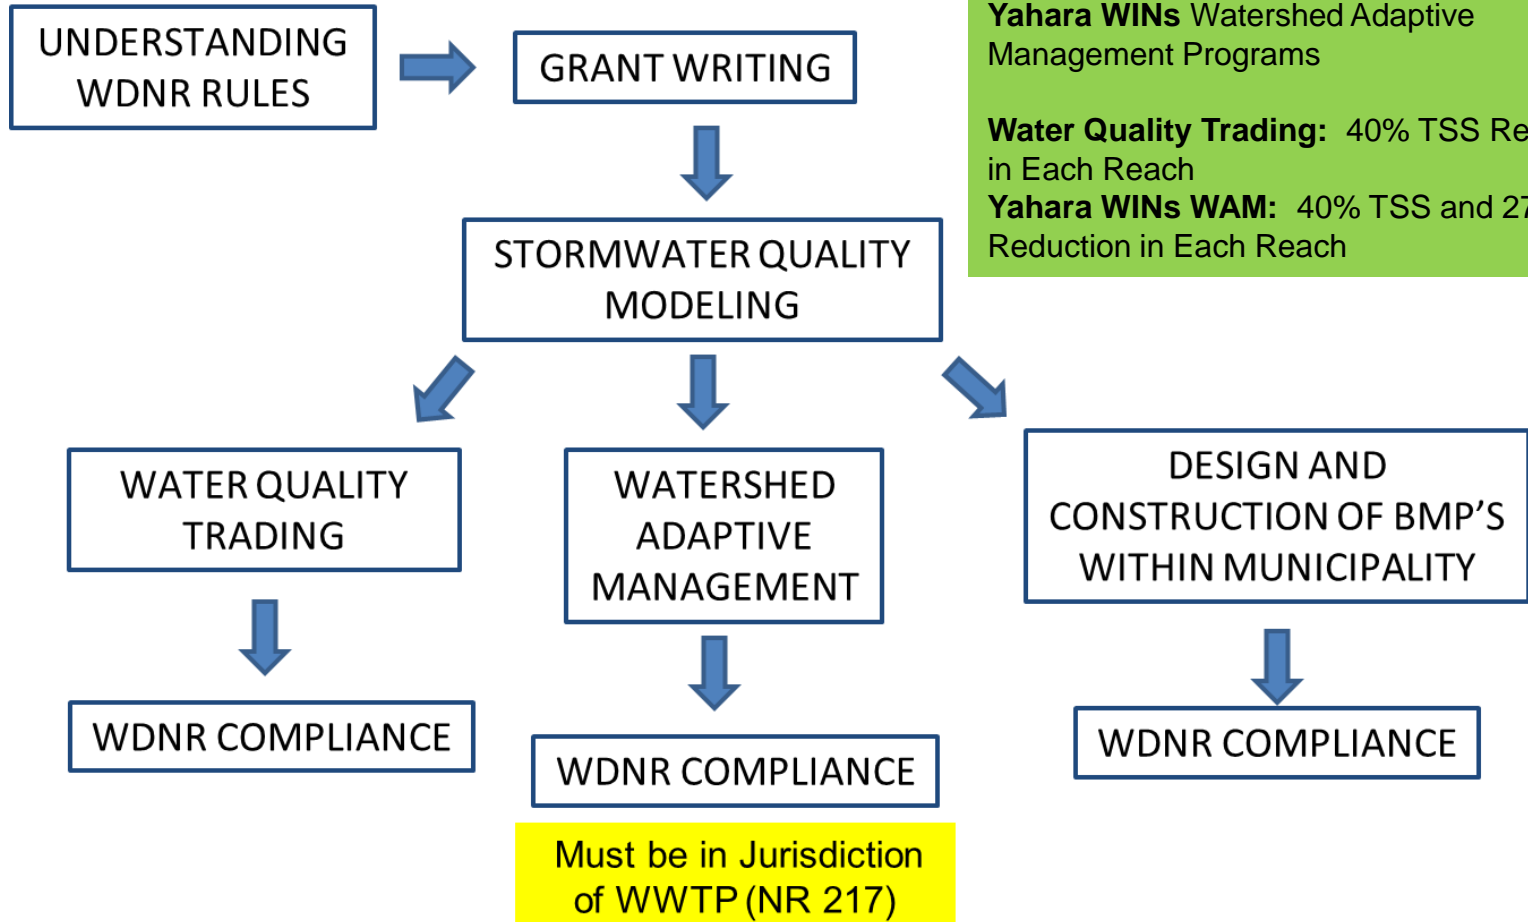 UNDERSTANDING
WDNR RULES
GRANT WRITING
Yahara WINs Watershed Adaptive
Management Programs
Water Quality Trading: 40% TSS
in Each Reach
Yahara WINs WAM: 40% TSS and
Reduction in Each Reach
STORMWATER QUALITY
MODELING
WATER QUALITY
TRADING
WATERSHED
ADAPTIVE
MANAGEMENT
DESIGN AND
CONSTRUCTION OF BMP'S
WITHIN MUNICIPALITY
WDNR COMPLIANCE
WDNR COMPLIANCE
WDNR COMPLIANCE
Must be in Jurisdiction
of WWTP (NR 217)